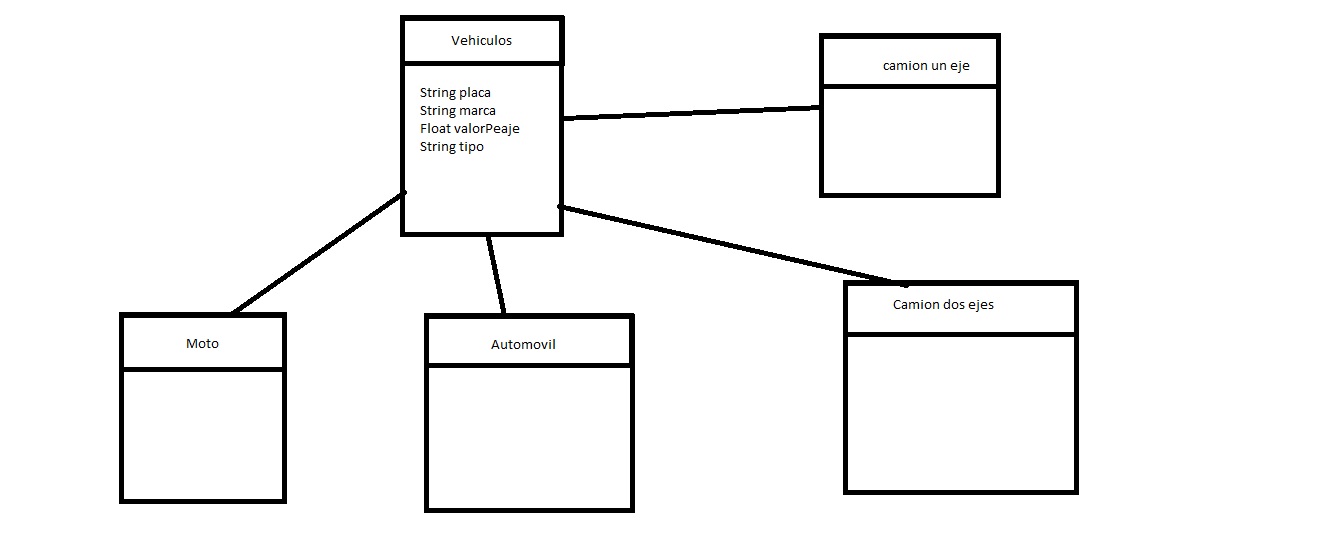 Vehiculos
String placa
String marca
Float valorPeaje
String tipo
camion un eje
Moto
Automovil
Camion dos ejes